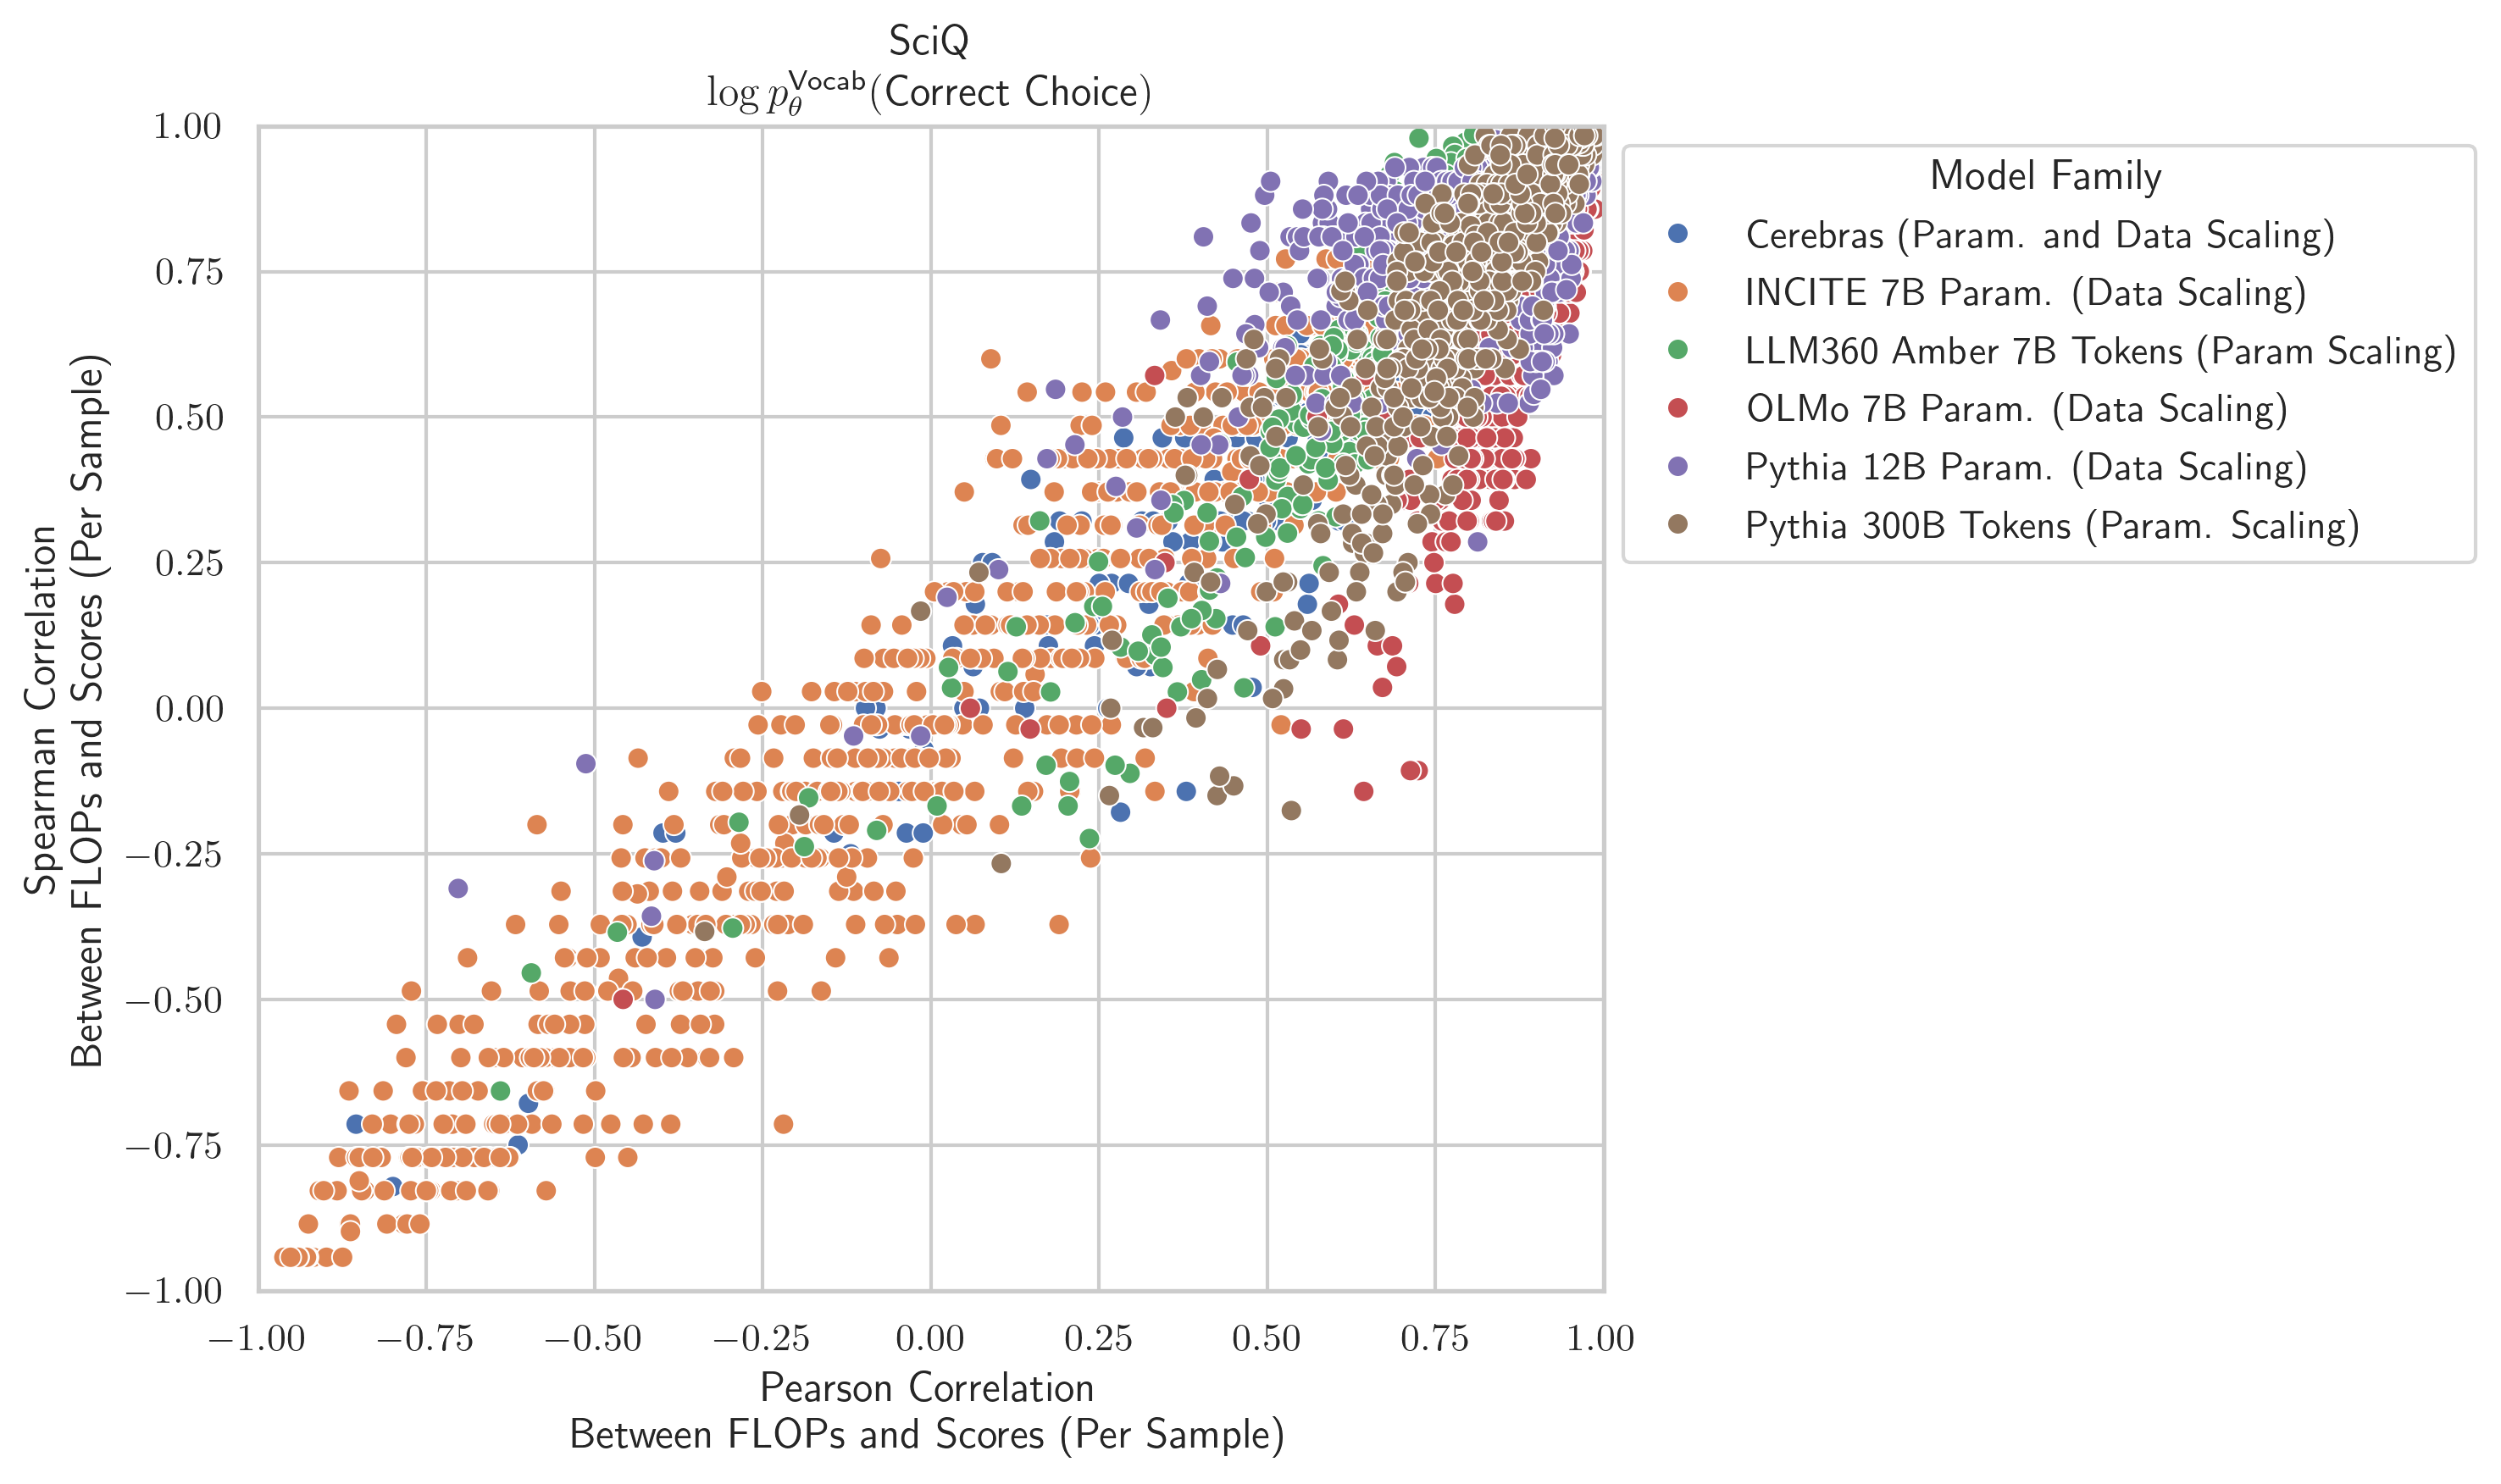 SciQ
log p_θ^Vocab(Correct Choice)
1.00
0.75
0.50
0.25
0.00
−0.25
−0.50
−0.75
−1.00
Spearman Correlation
Between FLOPs and Scores (Per Sample)
−1.00 −0.75 −0.50 −0.25 0.00 0.25 0.50 0.75 1.00
Pearson Correlation
Between FLOPs and Scores (Per Sample)
Model Family
Cerebras (Param. and Data Scaling)
INCITE 7B Param. (Data Scaling)
LLM360 Amber 7B Tokens (Param Scaling)
OLMo 7B Param. (Data Scaling)
Pythia 12B Param. (Data Scaling)
Pythia 300B Tokens (Param. Scaling)